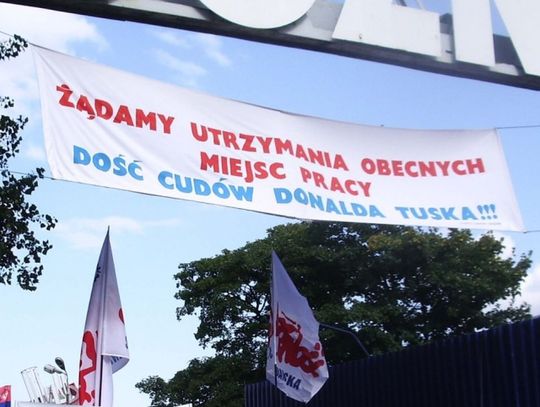 ŻĄDAMY UTRZYMANIA OBECNYCH
MIEJSC PRACY
DOŚĆ CUDÓW DONALDA TUSKA!!!